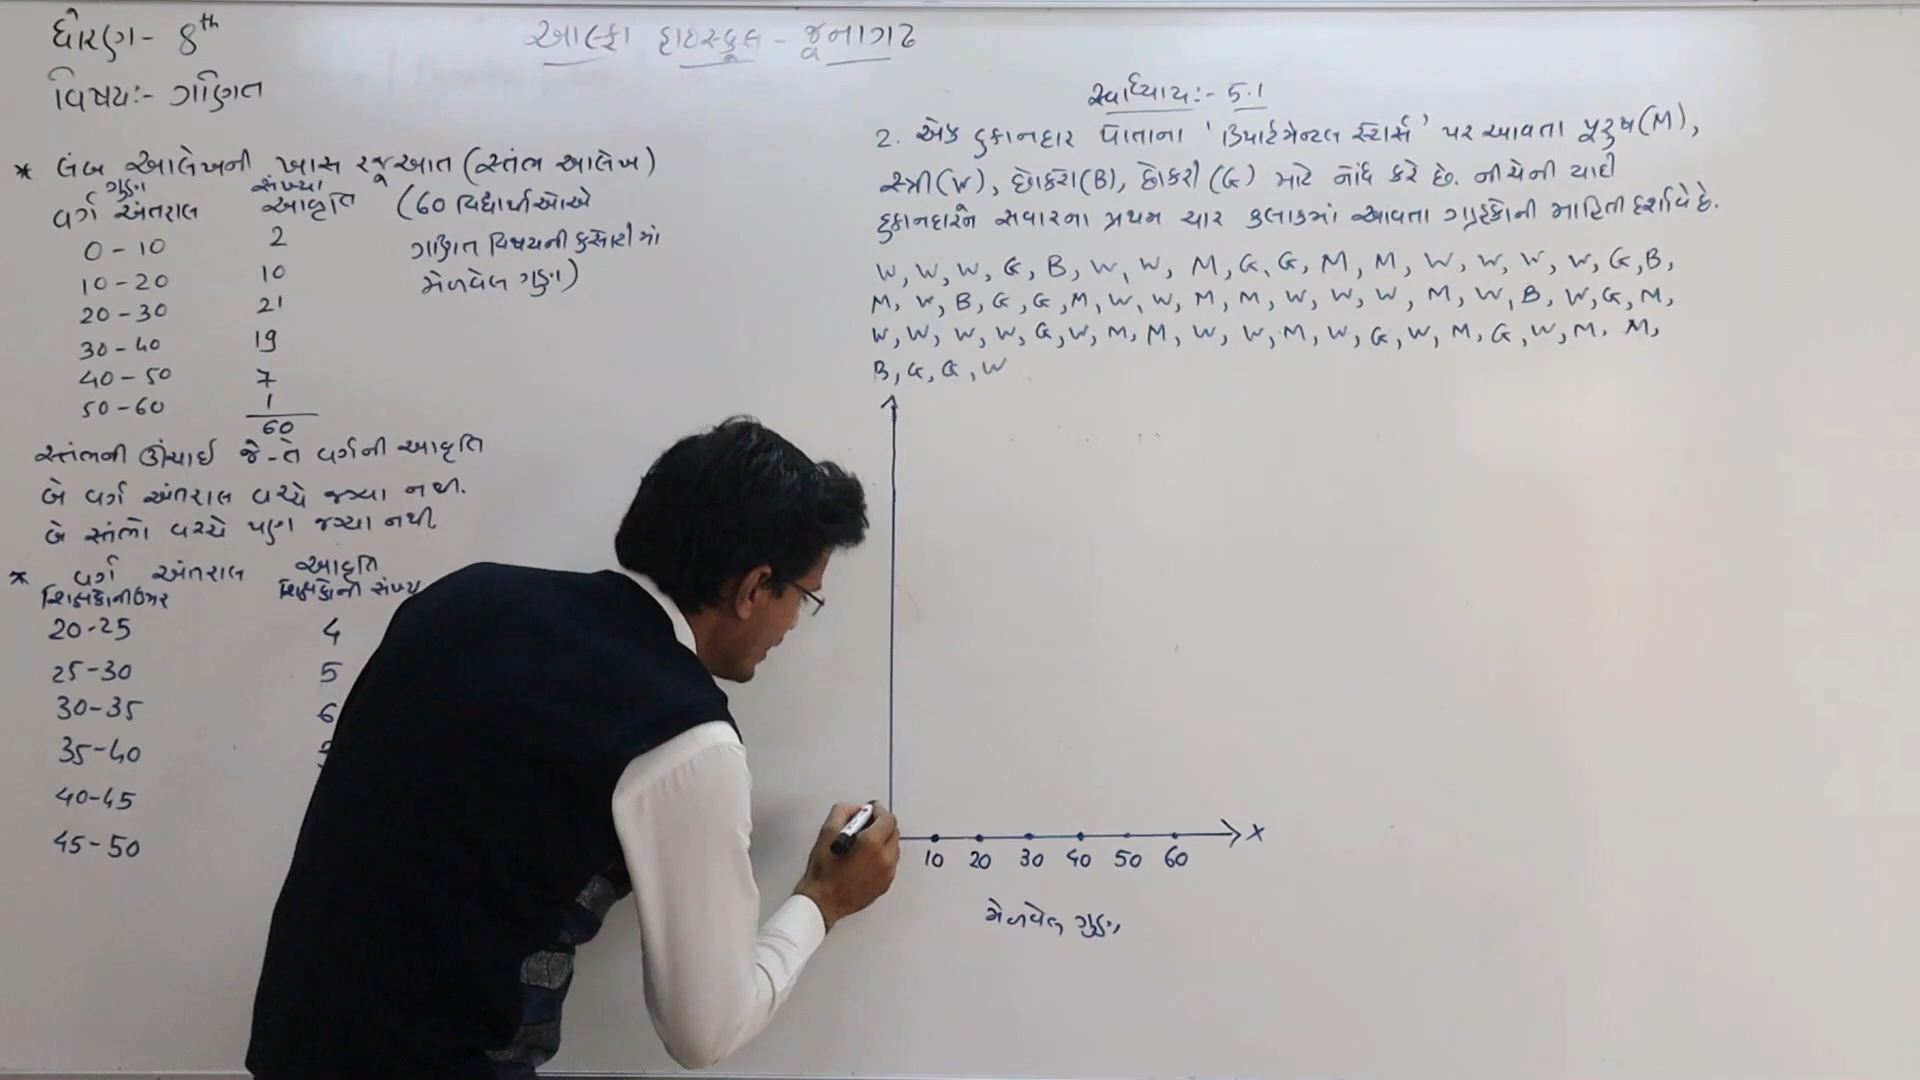 ધોરણ- 8th
વિષય:- ગણિત
આલ્ફા હાઇસ્કૂલ - જૂનાગઢ
* લંબ આલેખની ખાસ રજૂઆત (સ્તંભ આલેખ)
ગુણ સંખ્યા
વર્ગ અંતરાલ આવૃતિ (60 વિદ્યાર્થીઓએ
ગણિત વિષયની કસોટીમાં
મેળવેલ ગુણ)
0-10 2
10-20 10
20-30 21
30-40 19
40-50 7
50-60 1
60
સ્તંભની ઊંચાઈ જે-તે વર્ગની આવૃતિ
બે વર્ગ અંતરાલ વચ્ચે જગ્યા નથી.
બે સ્તંભો વચ્ચે પણ જગ્યા નથી
* વર્ગ અંતરાલ આવૃતિ
શિક્ષકોની ઉંમર શિક્ષકોની સંખ્યા
20-25 4
25-30 5
30-35 6
35-40
40-45
45-50
સ્વાધ્યાય:- 5.1
2. એક દુકાનદાર પોતાના 'ડિપાર્ટમેન્ટલ સ્ટોર્સ' પર આવતા પુરુષ(M),
સ્ત્રી(W), છોકરો(B), છોકરી(G) માટે નોંધ કરે છે. નીચેની યાદી
દુકાનદારને સવારના પ્રથમ ચાર કલાકમાં આવતા ગ્રાહકોની માહિતી દર્શાવે છે.
W, W, W, G, B, W, W, M, G, G, M, M, W, W, W, W, G, B,
M, W, B, G, G, M, W, W, M, M, W, W, W, M, W, B, W, G, M,
W, W, W, W, G, W, M, M, W, W, M, W, G, W, M, G, W, M, M,
B, G, G, W
X
10 20 30 40 50 60
મેળવેલ ગુણ